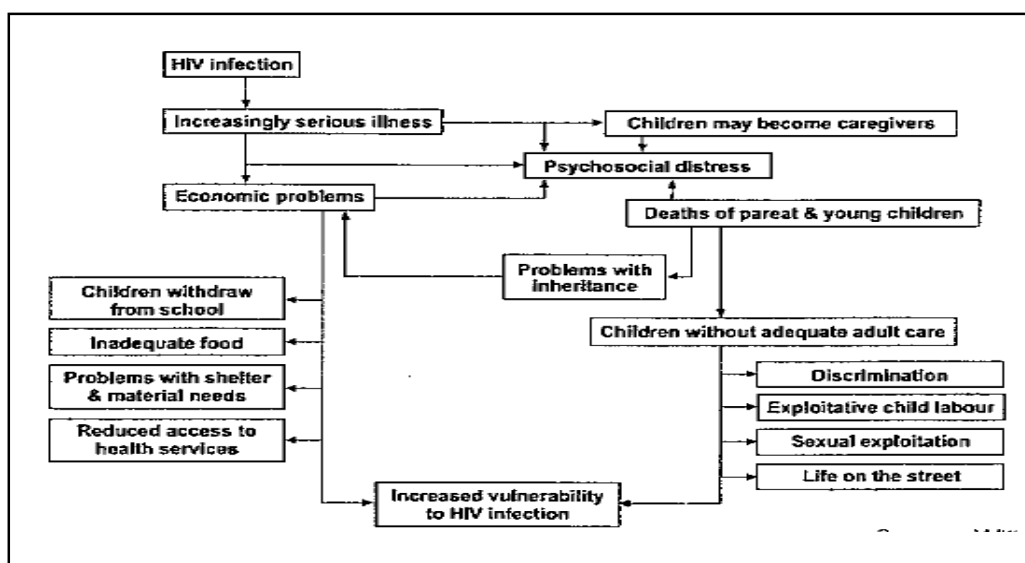 HIV infection
Increasingly serious illness
Children may become caregivers
Psychosocial distress
Economic problems
Deaths of pareat & young children
Problems with
inheritance
Children withdraw
from school
Children without adequate adult care
Inadequate food
Discrimination
Problems with shelter
& material needs
Exploitative child labour
Reduced access to
health services
Sexual exploitation
Life on the street
Increased vulnerability
to HIV infection